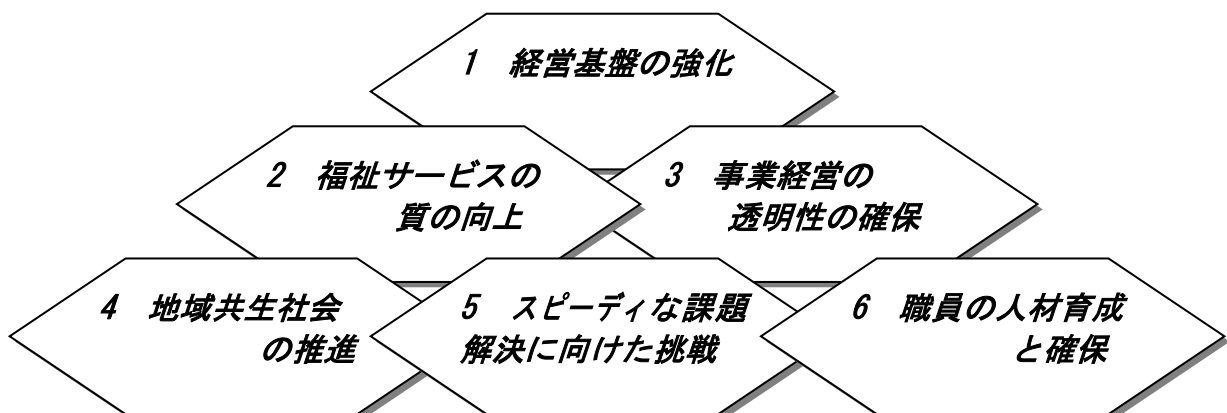 1　経営基盤の強化
2　福祉サービスの
質の向上
3　事業経営の
透明性の確保
4　地域共生社会
の推進
5　スピーディな課題
解決に向けた挑戦
6　職員の人材育成
と確保